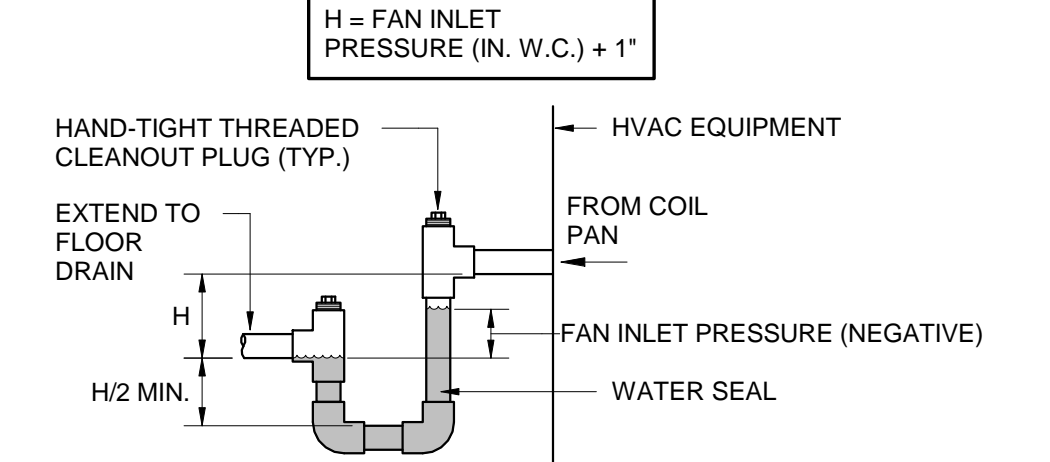 H = FAN INLET
PRESSURE (IN. W.C.) + 1"
HAND-TIGHT THREADED
CLEANOUT PLUG (TYP.)
HVAC EQUIPMENT
EXTEND TO
FLOOR
DRAIN
FROM COIL
PAN
H
FAN INLET PRESSURE (NEGATIVE)
H/2 MIN.
WATER SEAL